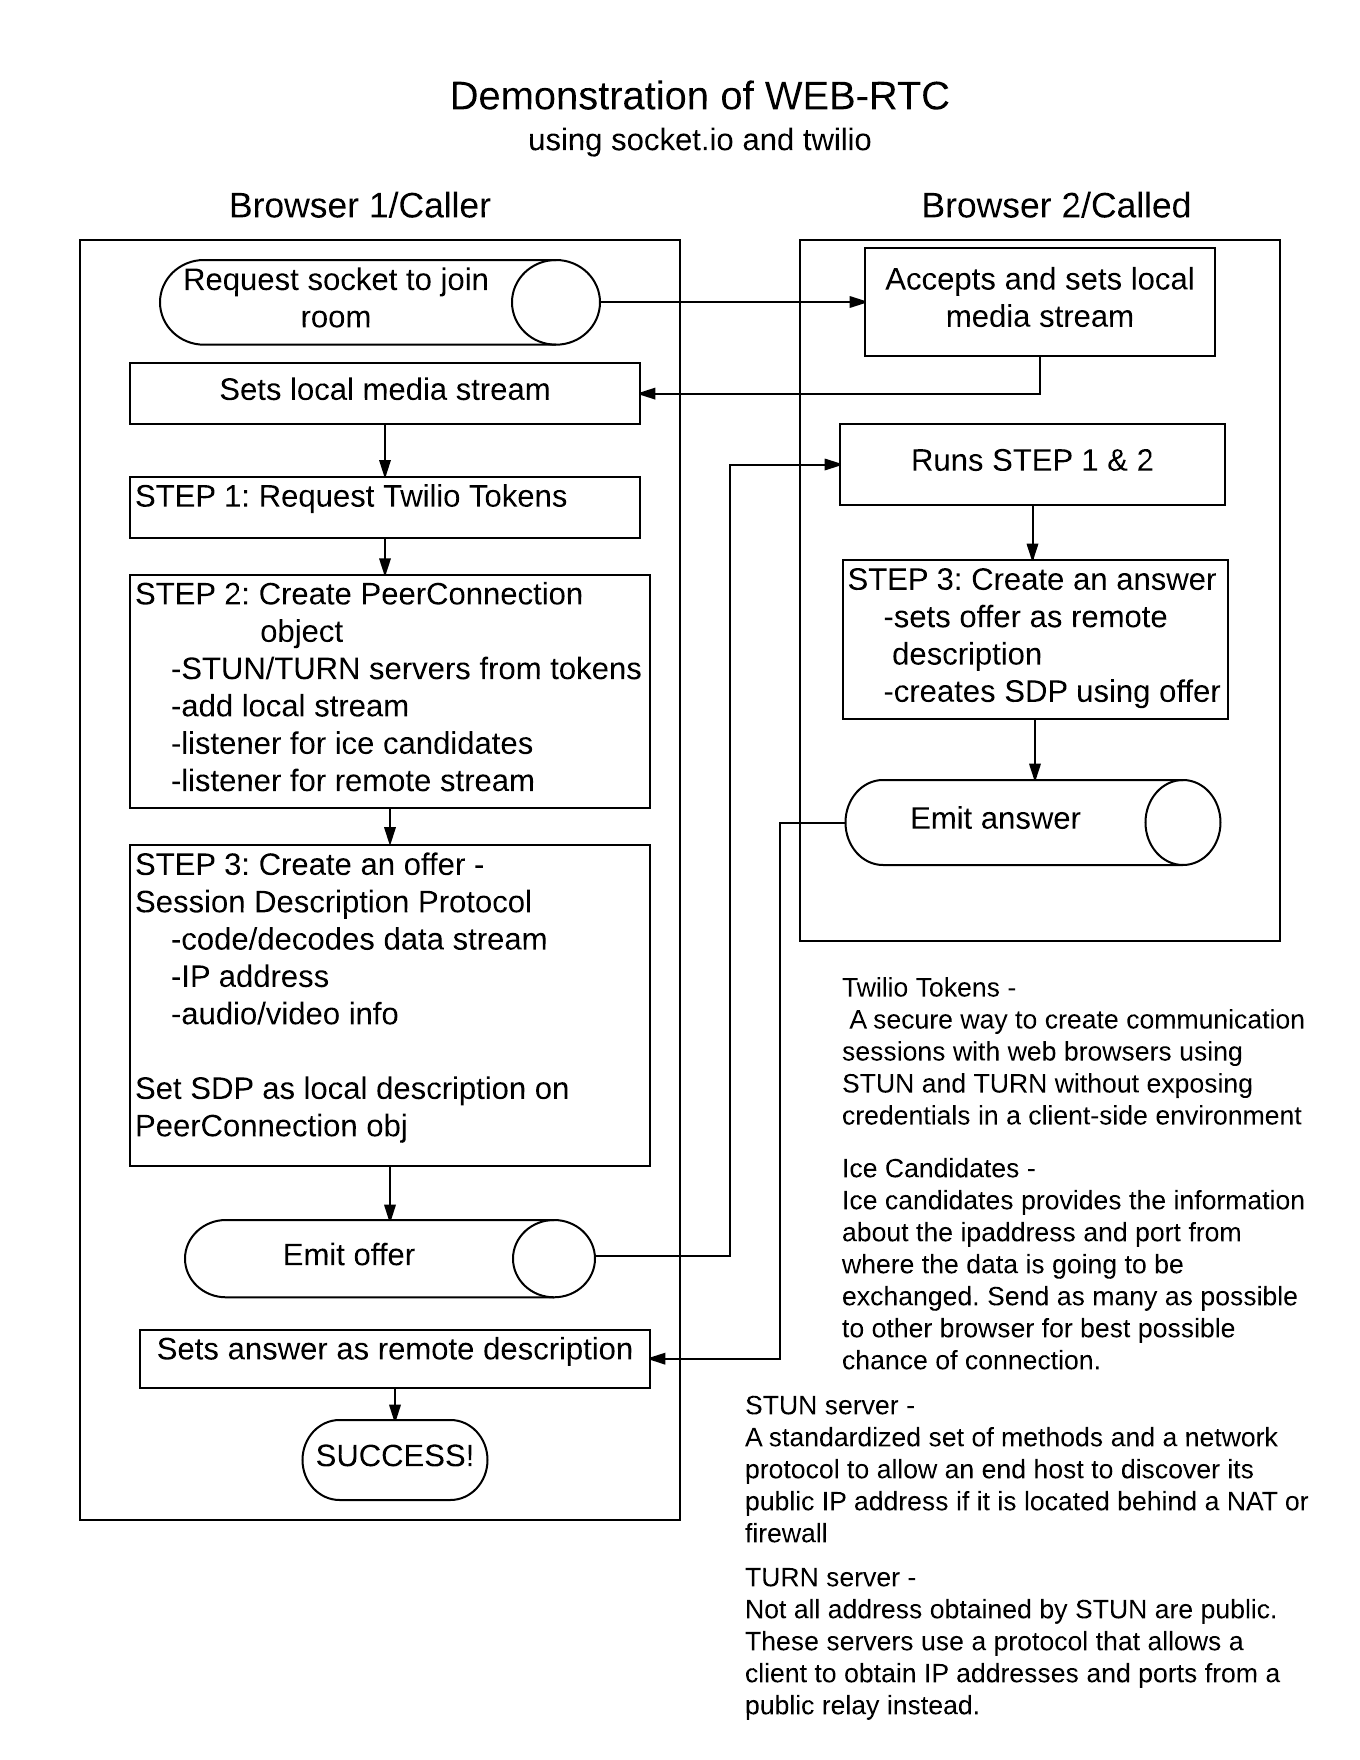 Demonstration of WEB-RTC
using socket.io and twilio
Browser 1/Caller
Request socket to join
room
Sets local media stream
STEP 1: Request Twilio Tokens
STEP 2: Create PeerConnection
object
-STUN/TURN servers from tokens
-add local stream
-listener for ice candidates
-listener for remote stream
STEP 3: Create an offer -
Session Description Protocol
-code/decodes data stream
-IP address
-audio/video info
Set SDP as local description on
PeerConnection obj
Emit offer
Sets answer as remote description
SUCCESS!
Browser 2/Called
Accepts and sets local
media stream
Runs STEP 1 & 2
STEP 3: Create an answer
-sets offer as remote
description
-creates SDP using offer
Emit answer
Twilio Tokens -
A secure way to create communication
sessions with web browsers using
STUN and TURN without exposing
credentials in a client-side environment
Ice Candidates -
Ice candidates provides the information
about the ipaddress and port from
where the data is going to be
exchanged. Send as many as possible
to other browser for best possible
chance of connection.
STUN server -
A standardized set of methods and a network
protocol to allow an end host to discover its
public IP address if it is located behind a NAT or
firewall
TURN server -
Not all address obtained by STUN are public.
These servers use a protocol that allows a
client to obtain IP addresses and ports from a
public relay instead.